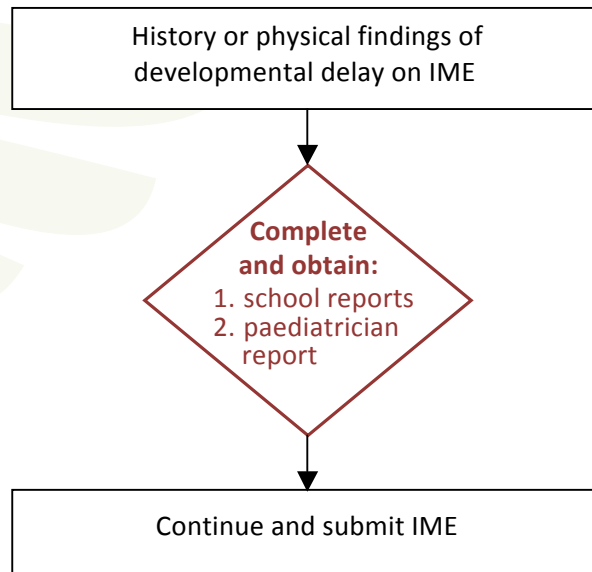 History or physical findings of
developmental delay on IME
Complete
and obtain:
1. school reports
2. paediatrician
report
Continue and submit IME